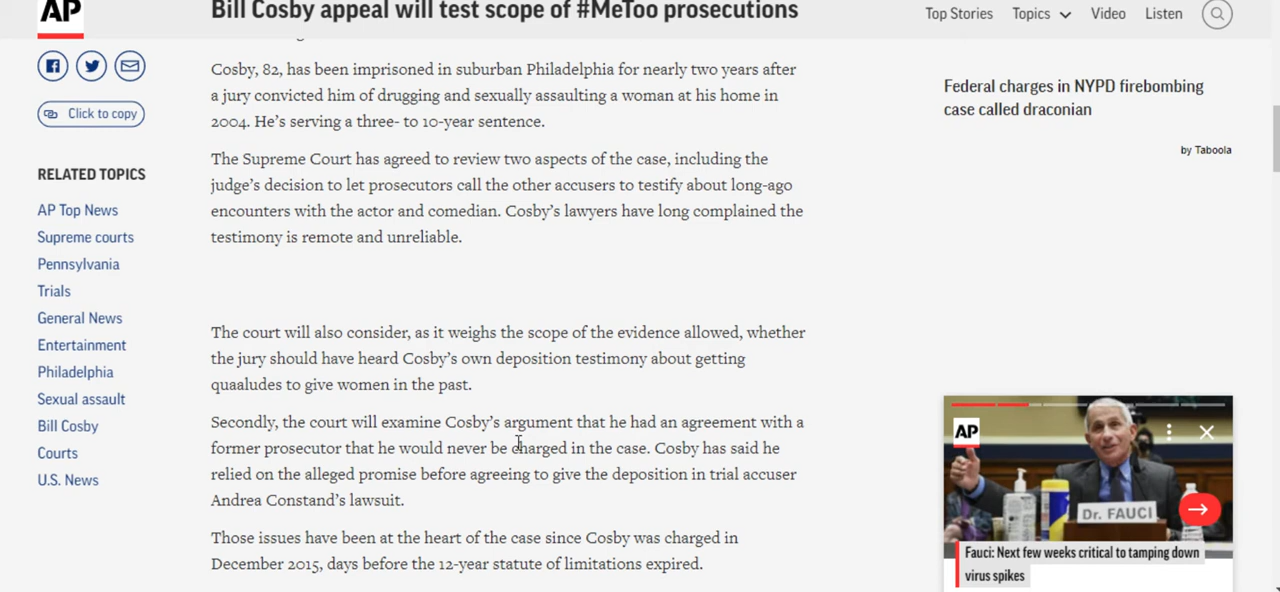 AP
Bill Cosby appeal will test scope of #MeToo prosecutions
Top Stories
Topics
Video
Listen
Click to copy
RELATED TOPICS
AP Top News
Supreme courts
Pennsylvania
Trials
General News
Entertainment
Philadelphia
Sexual assault
Bill Cosby
Courts
U.S. News
Cosby, 82, has been imprisoned in suburban Philadelphia for nearly two years after
a jury convicted him of drugging and sexually assaulting a woman at his home in
2004. He’s serving a three- to 10-year sentence.
The Supreme Court has agreed to review two aspects of the case, including the
judge’s decision to let prosecutors call the other accusers to testify about long-ago
encounters with the actor and comedian. Cosby’s lawyers have long complained the
testimony is remote and unreliable.
The court will also consider, as it weighs the scope of the evidence allowed, whether
the jury should have heard Cosby’s own deposition testimony about getting
quaaludes to give women in the past.
Secondly, the court will examine Cosby’s argument that he had an agreement with a
former prosecutor that he would never be charged in the case. Cosby has said he
relied on the alleged promise before agreeing to give the deposition in trial accuser
Andrea Constand’s lawsuit.
Those issues have been at the heart of the case since Cosby was charged in
December 2015, days before the 12-year statute of limitations expired.
Federal charges in NYPD firebombing
case called draconian
by Taboola
AP
Dr. FAUCI
Fauci: Next few weeks critical to tamping down
virus spikes